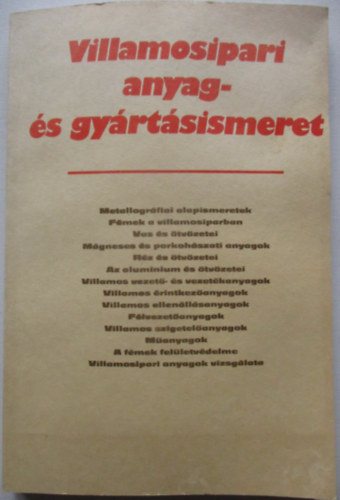 Villamosipari
anyag-
és gyártásismeret
Metallográfiai alapismeretek
Fémek a villamosiparban
Vas és ötvözetei
Mágneses és porkohászati anyagok
Réz és ötvözetei
Az alumínium és ötvözetei
Villamos vezető- és vezetékanyagok
Villamos érintkezőanyagok
Villamos ellenállásanyagok
Félvezetőanyagok
Villamos szigetelőanyagok
Műanyagok
A fémek felületvédelme
Villamosipari anyagok vizsgálata